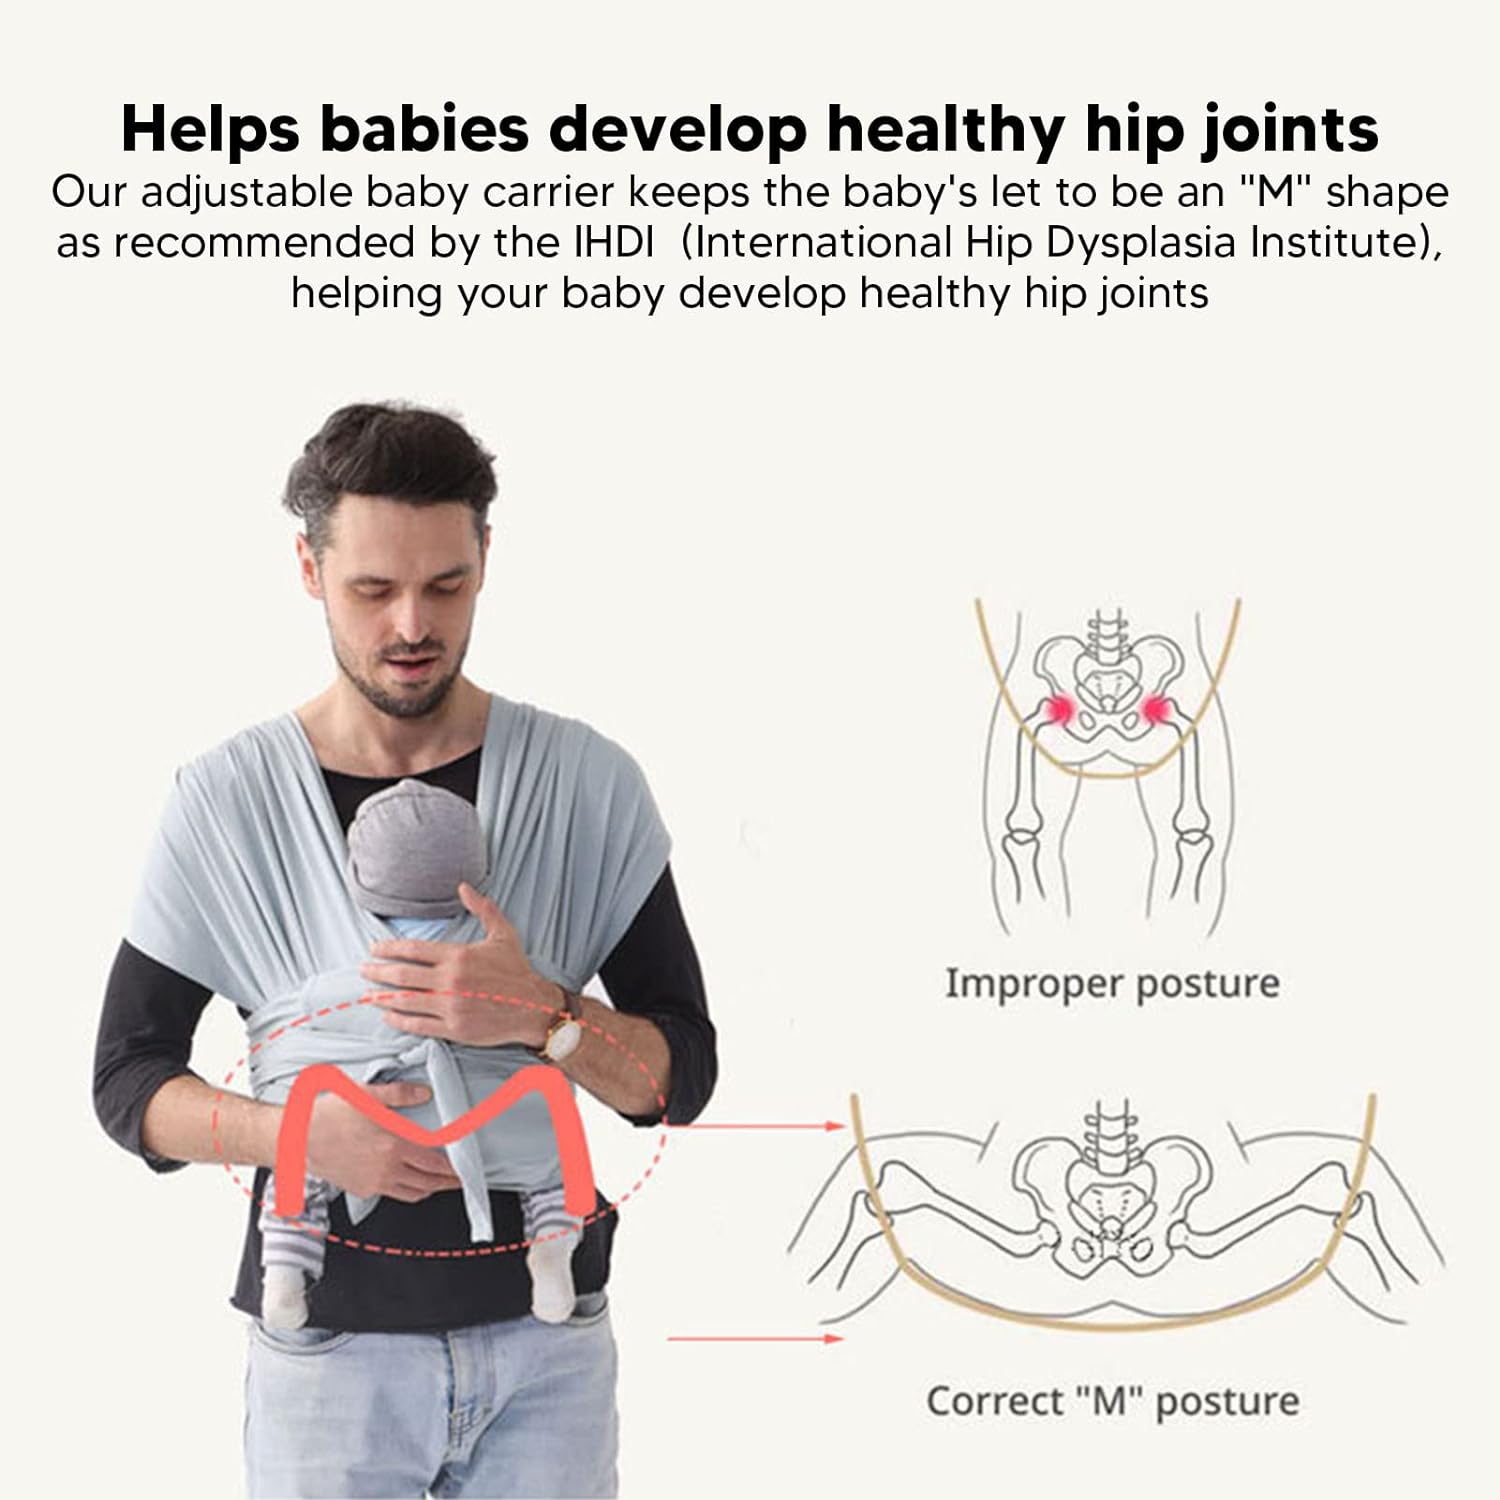 Helps babies develop healthy hip joints
Our adjustable baby carrier keeps the baby's let to be an "M" shape
as recommended by the IHDI (International Hip Dysplasia Institute),
helping your baby develop healthy hip joints
Improper posture
Correct "M" posture